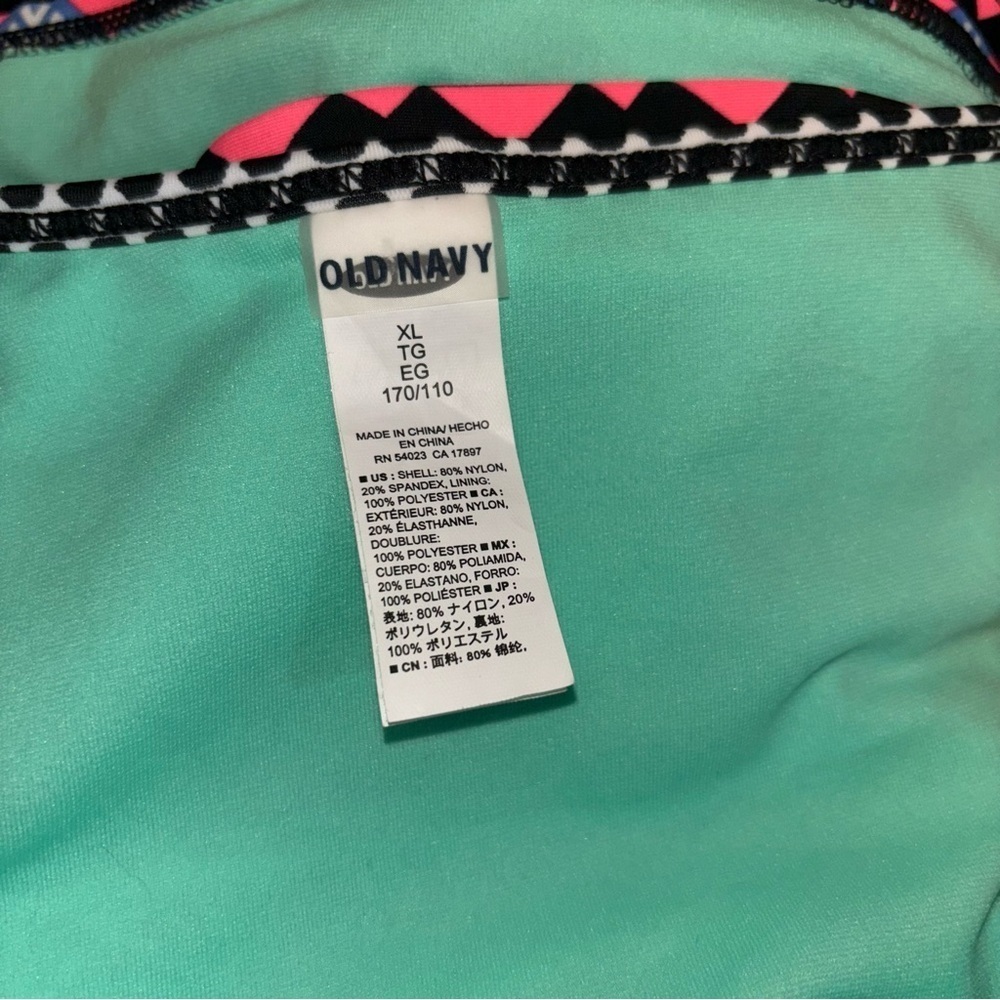 OLD NAVY
XL
TG
EG
170/110
MADE IN CHINA/ HECHO
EN CHINA
RN 54023 CA 17897
■ US : SHELL: 80% NYLON,
20% SPANDEX, LINING:
100% POLYESTER ■ CA :
EXTÉRIEUR: 80% NYLON,
20% ÉLASTHANNE,
DOUBLURE:
100% POLYESTER ■ MX :
CUERPO: 80% POLIAMIDA,
20% ELASTANO, FORRO:
100% POLIÉSTER ■ JP :
表地: 80% ナイロン, 20%
ポリウレタン, 裏地:
100% ポリエステル
■ CN : 面料: 80% 锦纶,